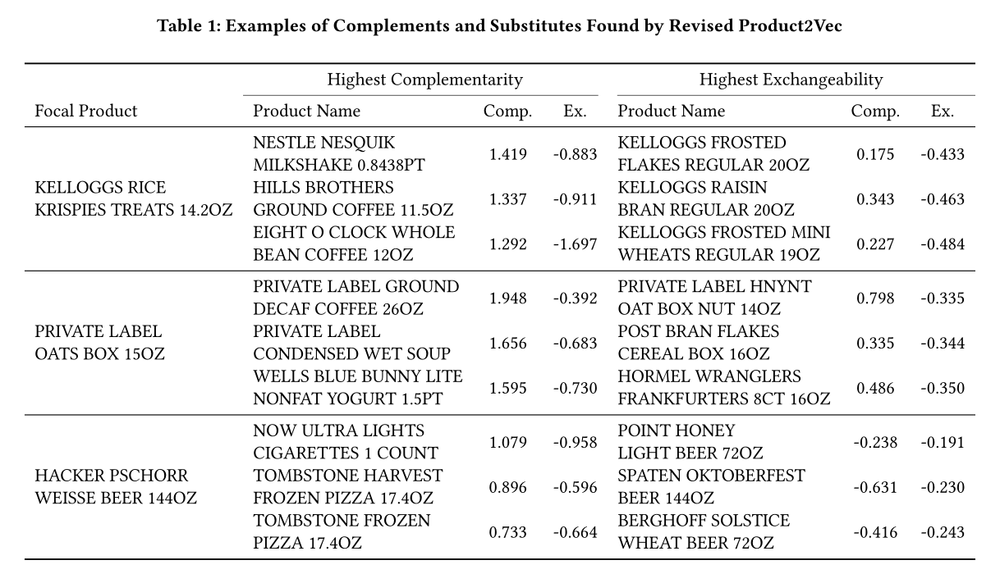 Table 1: Examples of Complements and Substitutes Found by Revised Product2Vec
Highest Complementarity Highest Exchangeability
Focal Product Product Name Comp. Ex. Product Name Comp. Ex.
KELLOGGS RICE
KRISPIES TREATS 14.2OZ
NESTLE NESQUIK
MILKSHAKE 0.8438PT
1.419 -0.883
KELLOGGS FROSTED
FLAKES REGULAR 20OZ
0.175 -0.433
HILLS BROTHERS
GROUND COFFEE 11.5OZ
1.337 -0.911
KELLOGGS RAISIN
BRAN REGULAR 20OZ
0.343 -0.463
EIGHT O CLOCK WHOLE
BEAN COFFEE 12OZ
1.292 -1.697
KELLOGGS FROSTED MINI
WHEATS REGULAR 19OZ
0.227 -0.484
PRIVATE LABEL
OATS BOX 15OZ
PRIVATE LABEL GROUND
DECAF COFFEE 26OZ
1.948 -0.392
PRIVATE LABEL HNYNT
OAT BOX NUT 14OZ
0.798 -0.335
PRIVATE LABEL
CONDENSED WET SOUP
1.656 -0.683
POST BRAN FLAKES
CEREAL BOX 16OZ
0.335 -0.344
WELLS BLUE BUNNY LITE
NONFAT YOGURT 1.5PT
1.595 -0.730
HORMEL WRANGLERS
FRANKFURTERS 8CT 16OZ
0.486 -0.350
HACKER PSCHORR
WEISSE BEER 144OZ
NOW ULTRA LIGHTS
CIGARETTES 1 COUNT
1.079 -0.958
POINT HONEY
LIGHT BEER 72OZ
-0.238 -0.191
TOMBSTONE HARVEST
FROZEN PIZZA 17.4OZ
0.896 -0.596
SPATEN OKTOBERFEST
BEER 144OZ
-0.631 -0.230
TOMBSTONE FROZEN
PIZZA 17.4OZ
0.733 -0.664
BERGHOFF SOLSTICE
WHEAT BEER 72OZ
-0.416 -0.243